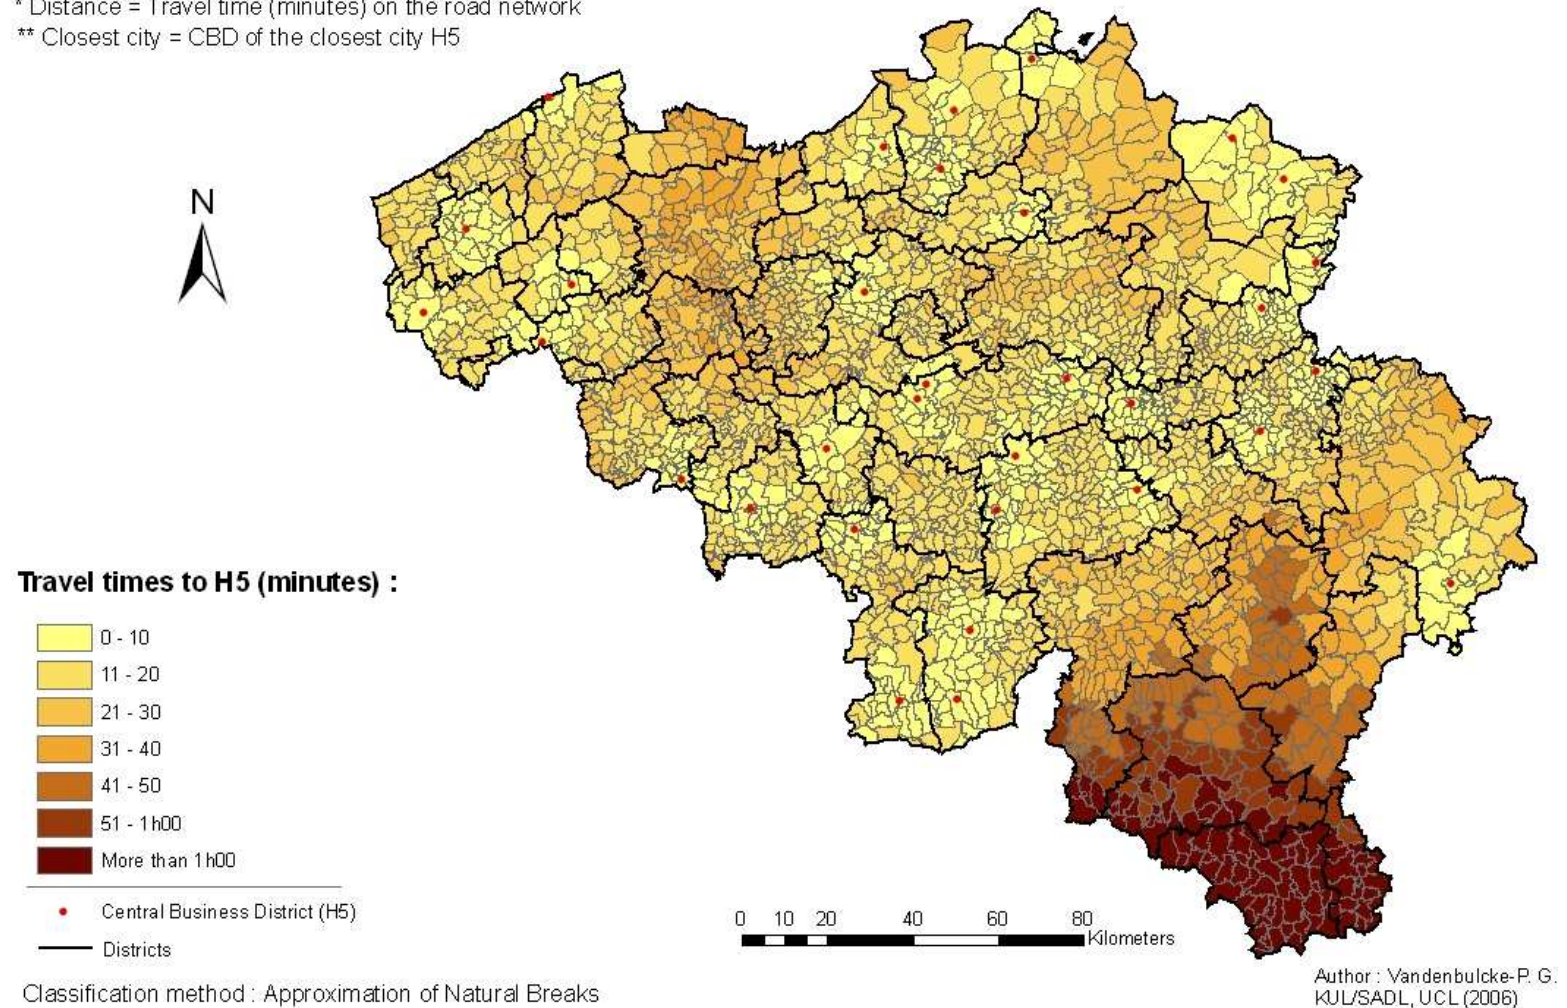 * Distance = Travel time (minutes) on the road network
** Closest city = CBD of the closest city H5
N
Travel times to H5 (minutes) :
0 - 10
11 - 20
21 - 30
31 - 40
41 - 50
51 - 1h00
More than 1h00
Central Business District (H5)
Districts
0 10 20 40 60 80
Kilometers
Classification method : Approximation of Natural Breaks
Author : Vandenbulcke-P. G.
KUL/SADL, UCL (2006)